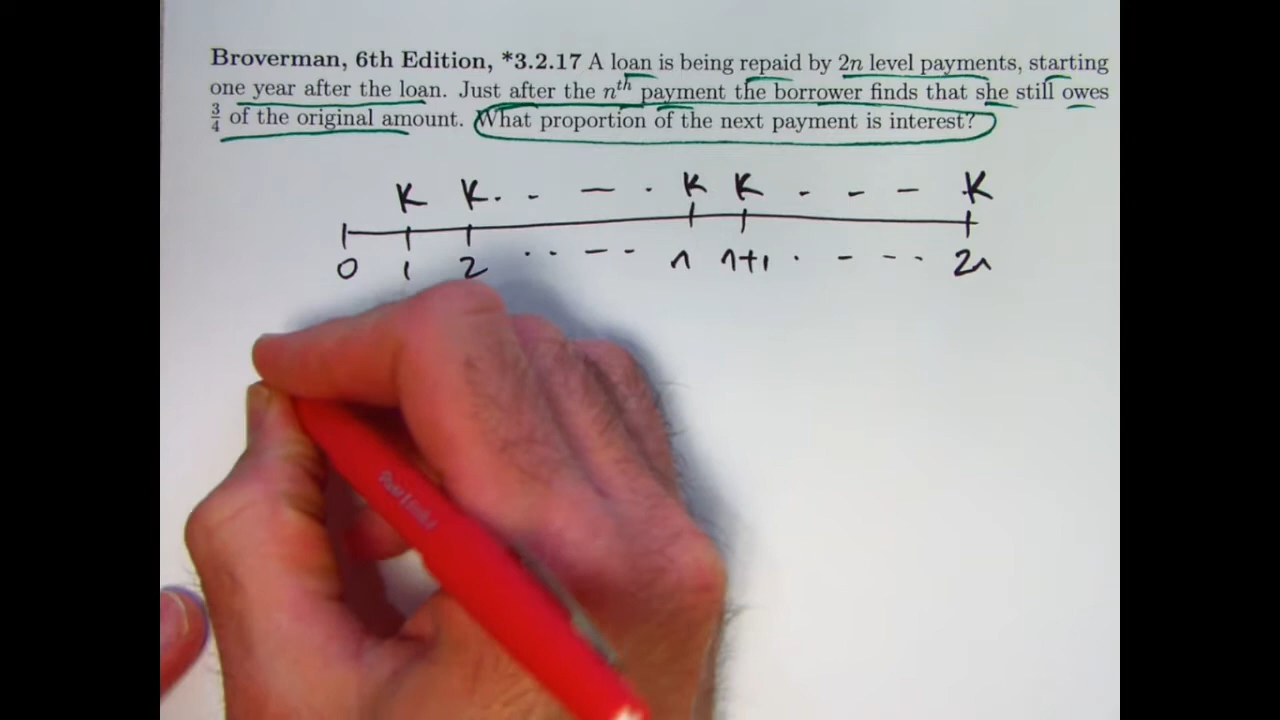 Broverman, 6th Edition, *3.2.17 A loan is being repaid by 2n level payments, starting
one year after the loan. Just after the nth payment the borrower finds that she still owes
3/4 of the original amount. What proportion of the next payment is interest?
K K . - — . K K - - — K
0 1 2 . . - - - n n+1 . - - - . 2n